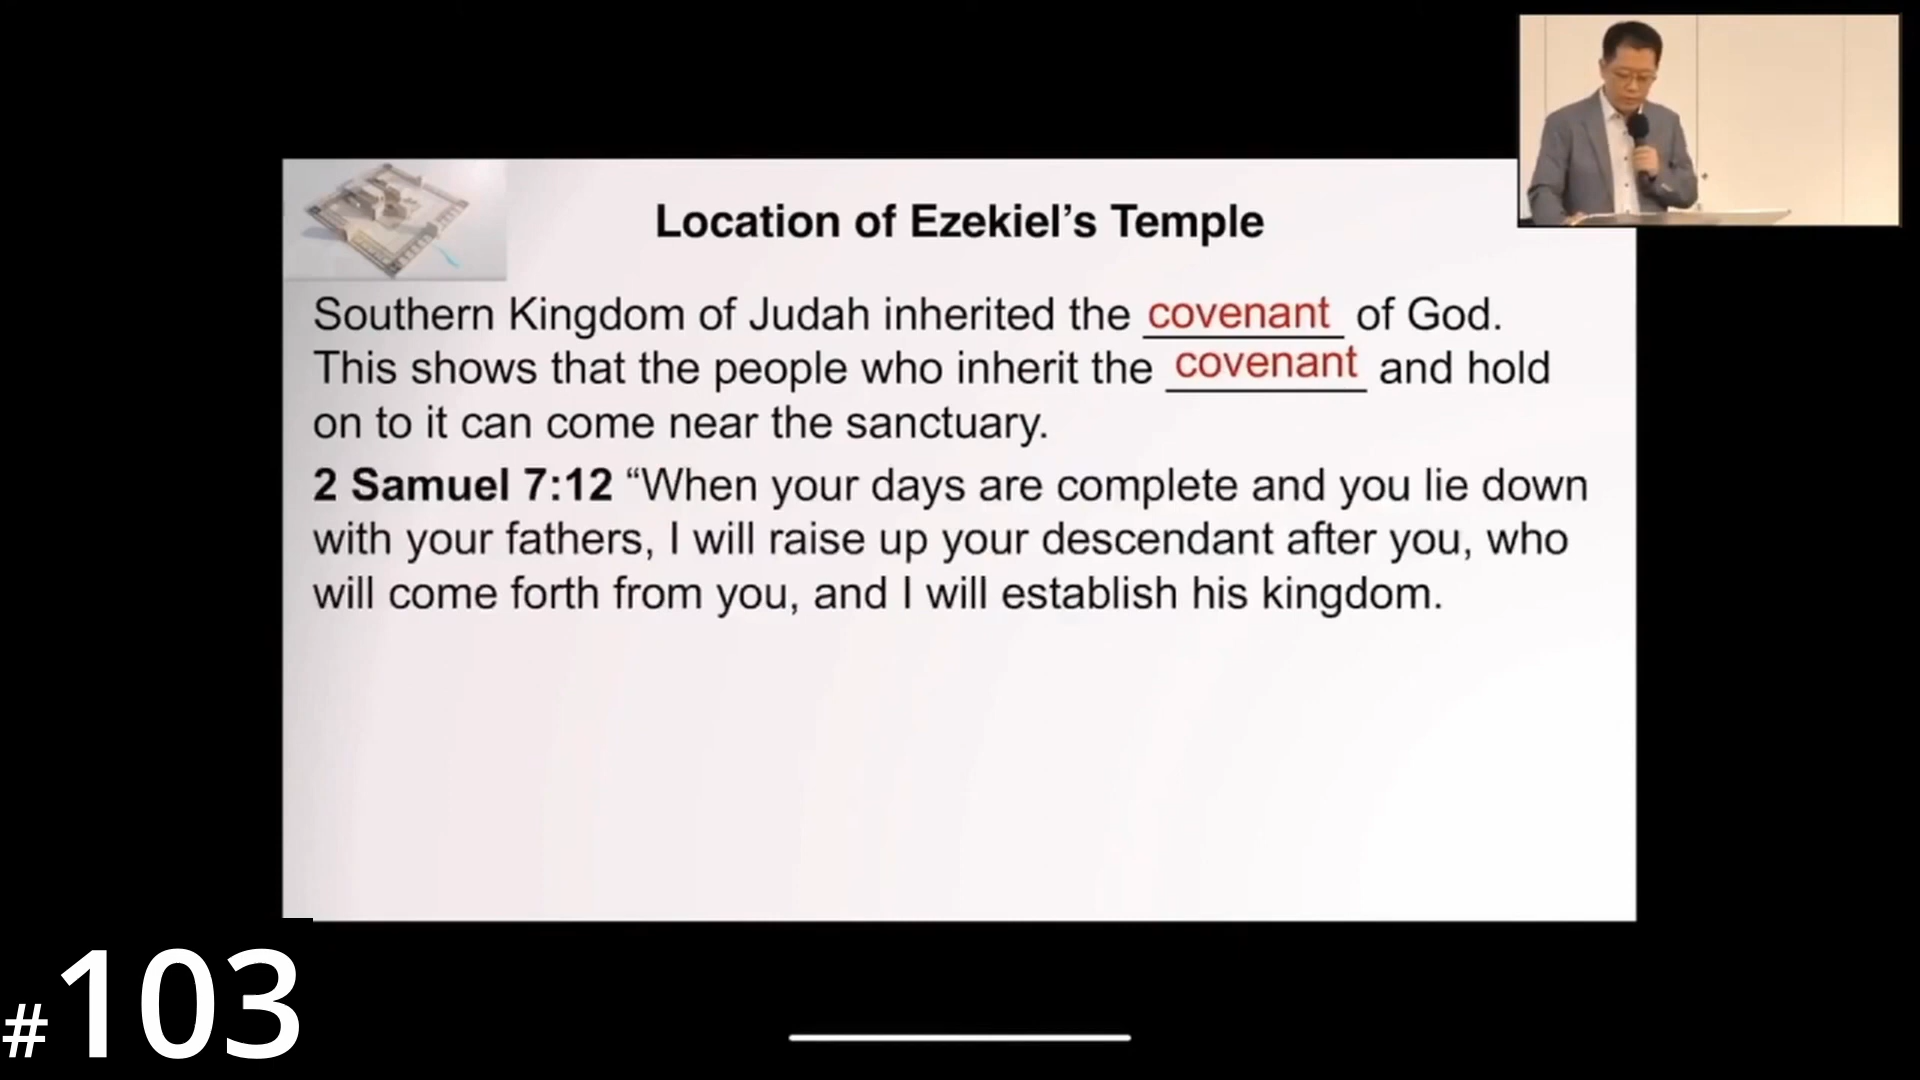 Location of Ezekiel’s Temple
Southern Kingdom of Judah inherited the covenant of God.
This shows that the people who inherit the covenant and hold
on to it can come near the sanctuary.
2 Samuel 7:12 “When your days are complete and you lie down
with your fathers, I will raise up your descendant after you, who
will come forth from you, and I will establish his kingdom.
#103